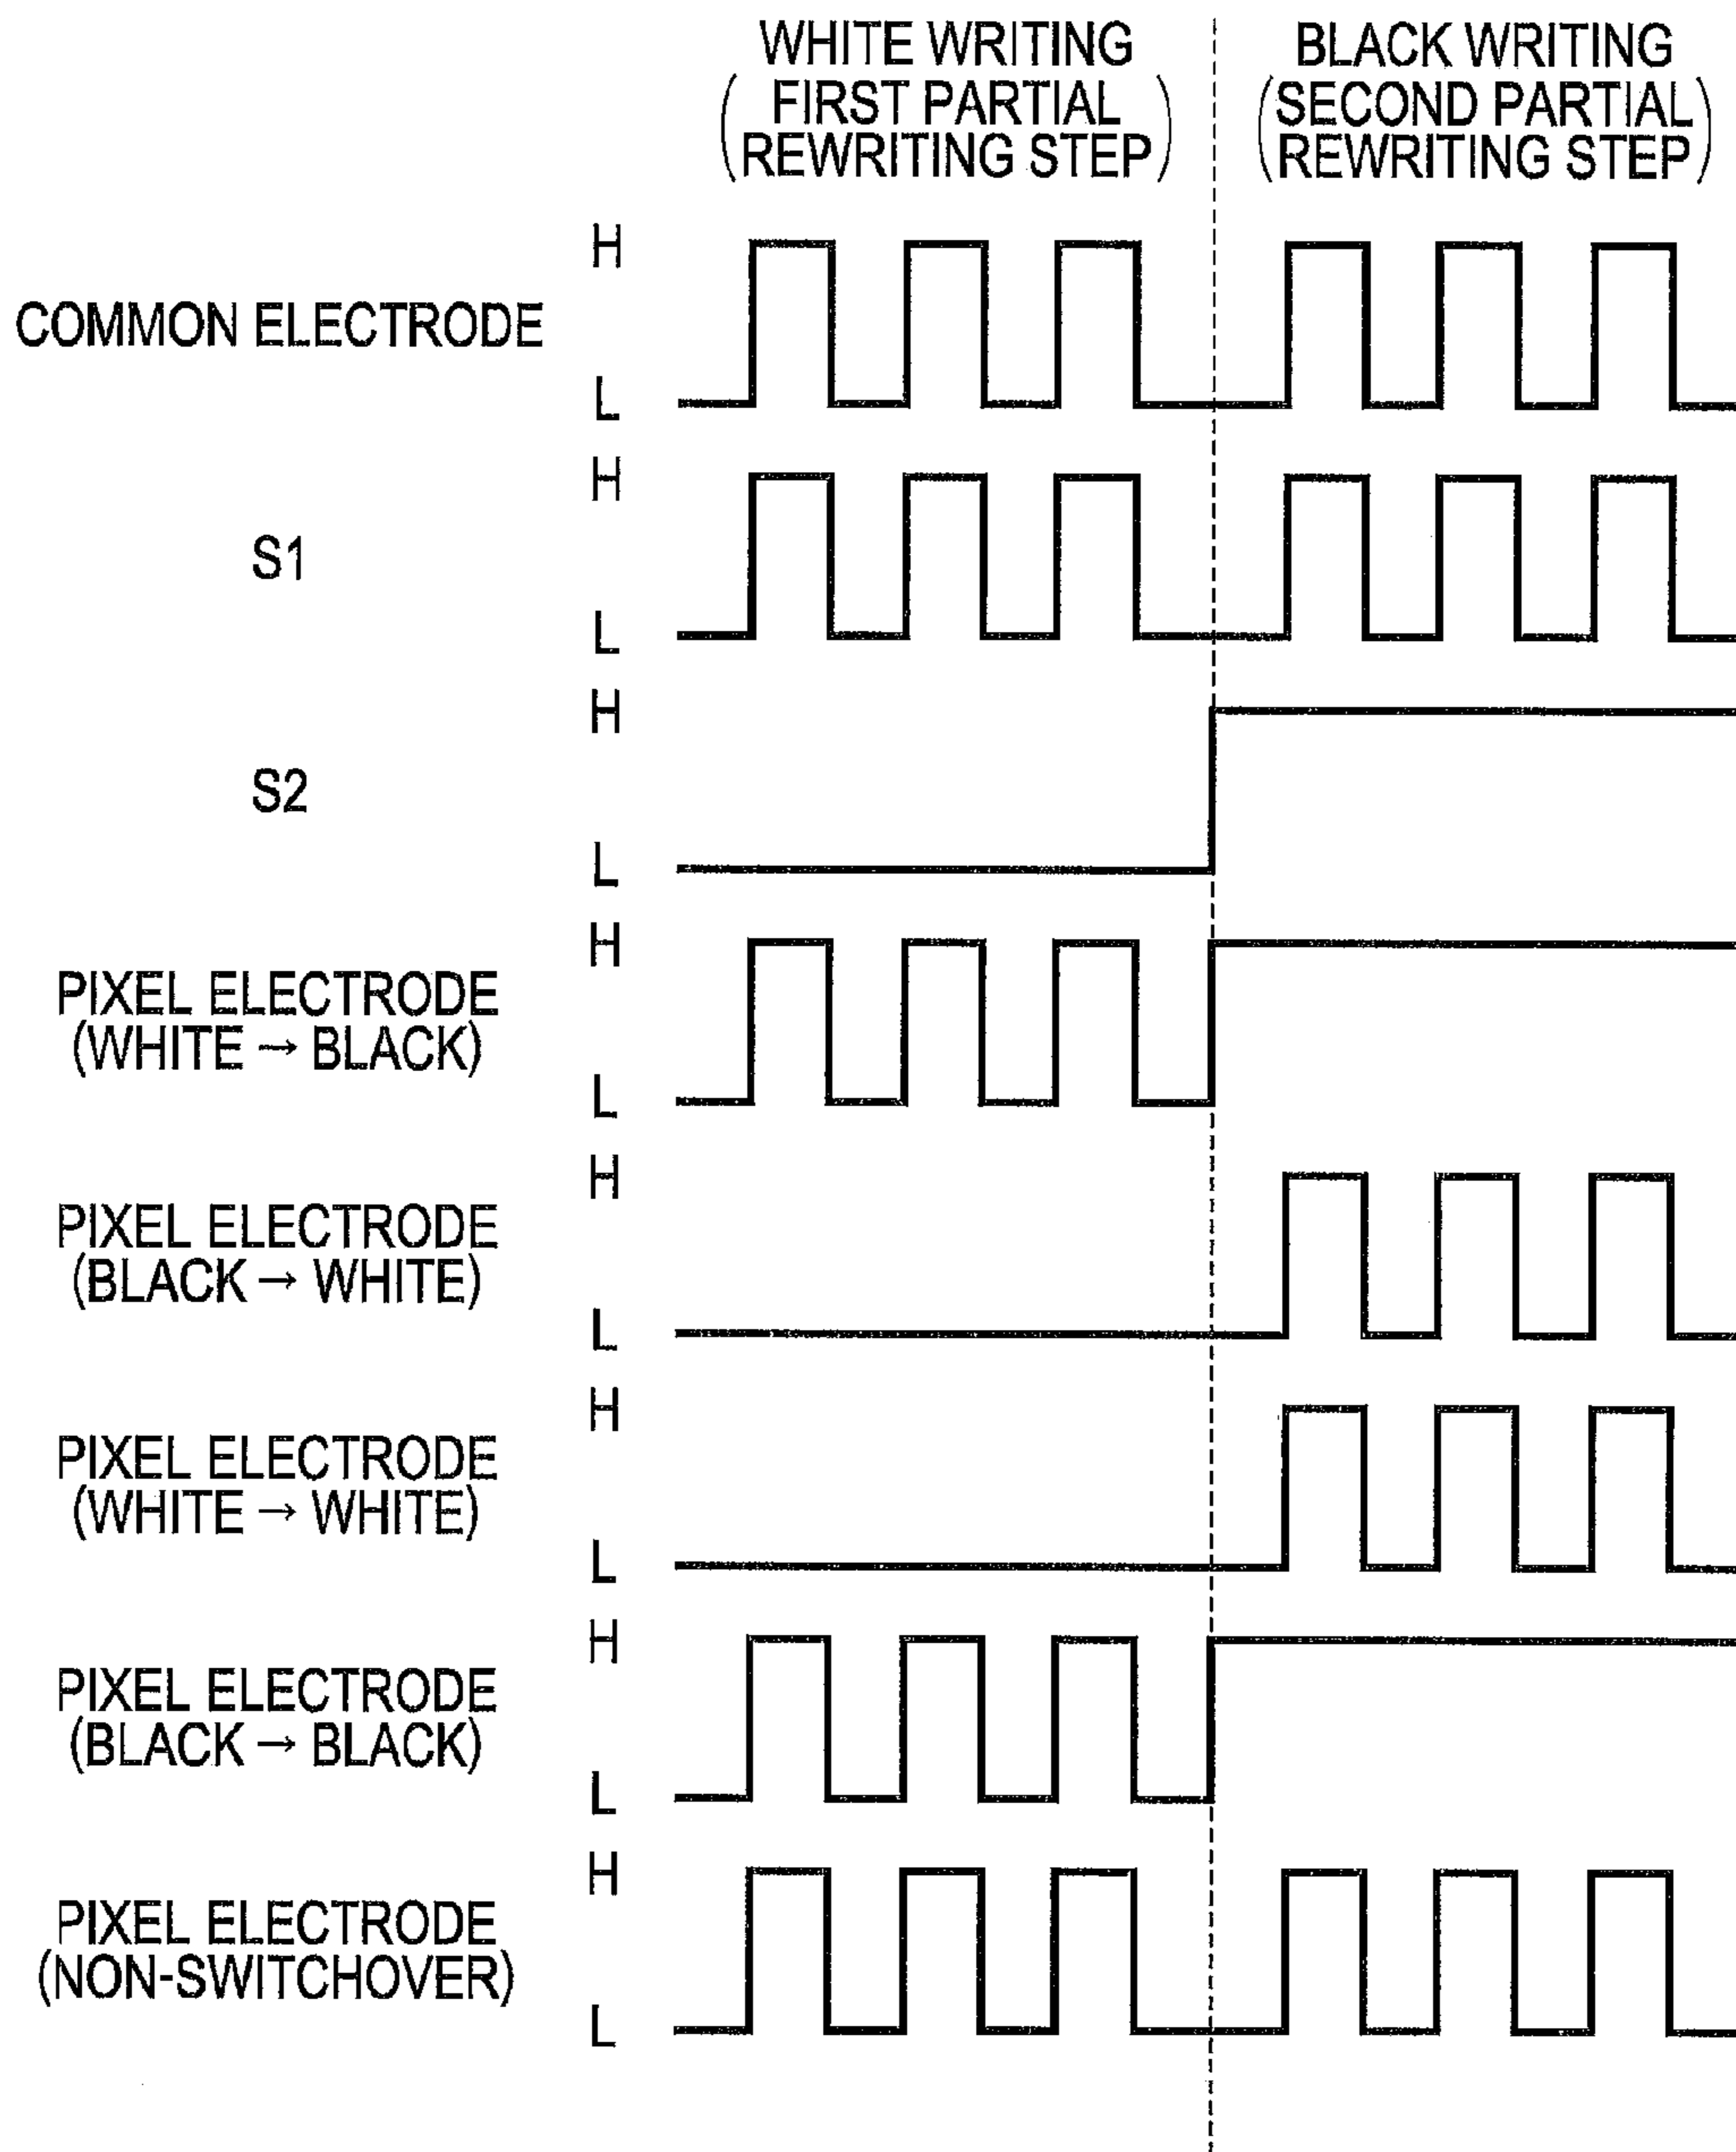 WHITE WRITING
(FIRST PARTIAL
REWRITING STEP)
BLACK WRITING
(SECOND PARTIAL
REWRITING STEP)
COMMON ELECTRODE
H
L
S1
H
L
S2
H
L
PIXEL ELECTRODE
(WHITE → BLACK)
H
L
PIXEL ELECTRODE
(BLACK → WHITE)
H
L
PIXEL ELECTRODE
(WHITE → WHITE)
H
L
PIXEL ELECTRODE
(BLACK → BLACK)
H
L
PIXEL ELECTRODE
(NON-SWITCHOVER)
H
L